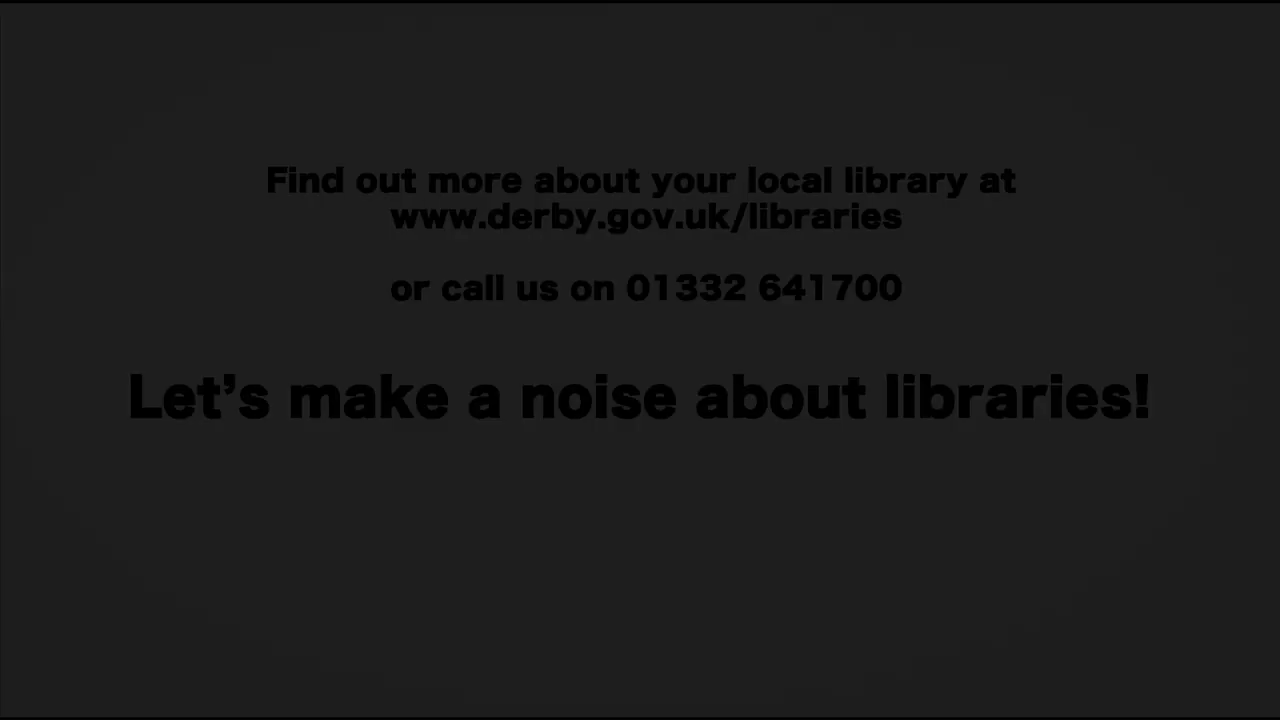 Find out more about your local library at
www.derby.gov.uk/libraries
or call us on 01332 641700
Let’s make a noise about libraries!